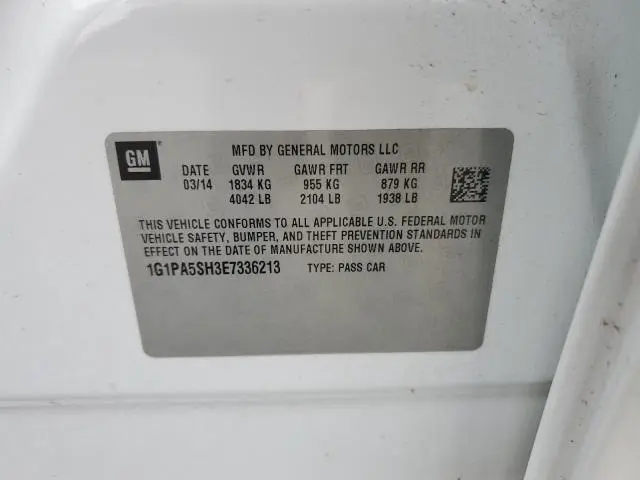 GM
MFD BY GENERAL MOTORS LLC
DATE GVWR GAWR FRT GAWR RR
03/14 1834 KG 955 KG 879 KG
4042 LB 2104 LB 1938 LB
THIS VEHICLE CONFORMS TO ALL APPLICABLE U.S. FEDERAL MOTOR
VEHICLE SAFETY, BUMPER, AND THEFT PREVENTION STANDARDS IN
EFFECT ON THE DATE OF MANUFACTURE SHOWN ABOVE.
1G1PA5SH3E7336213 TYPE: PASS CAR